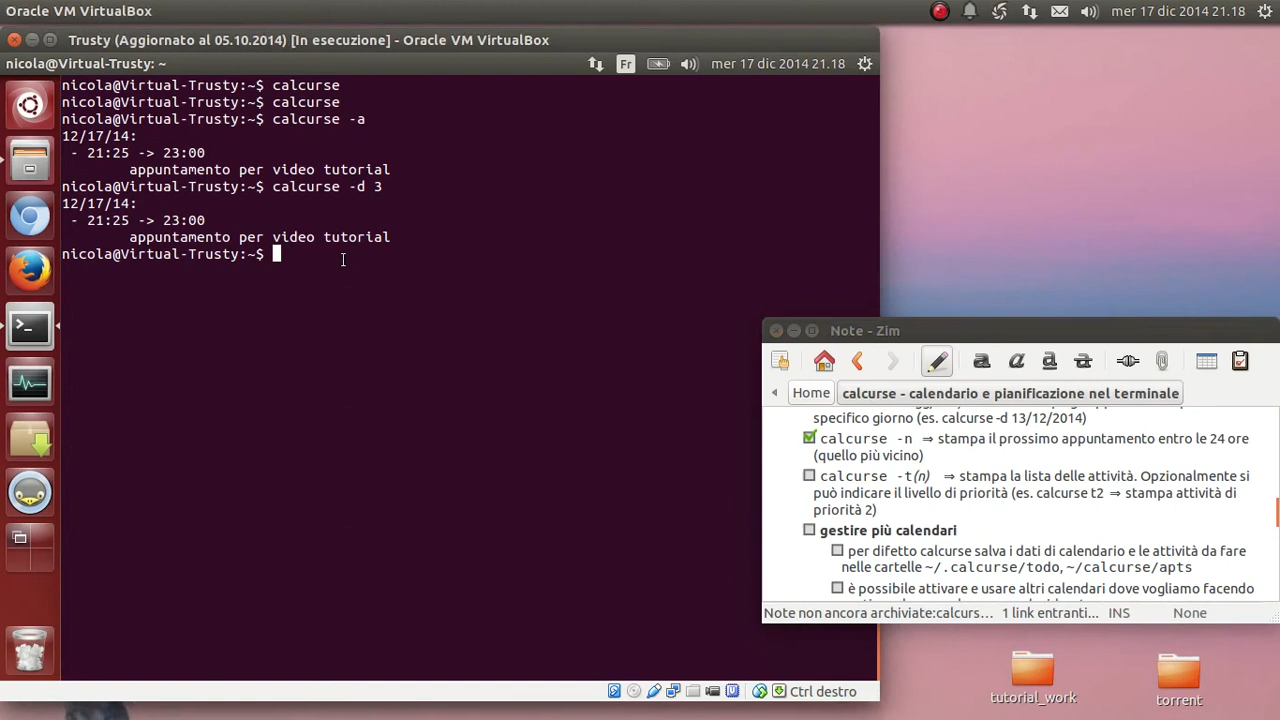 Oracle VM VirtualBox
mer 17 dic 2014 21.18
Trusty (Aggiornato al 05.10.2014) [In esecuzione] - Oracle VM VirtualBox
nicola@Virtual-Trusty: ~
Fr
mer 17 dic 2014 21.18
nicola@Virtual-Trusty:~$ calcurse
nicola@Virtual-Trusty:~$ calcurse
nicola@Virtual-Trusty:~$ calcurse -a
12/17/14:
- 21:25 -> 23:00
appuntamento per video tutorial
nicola@Virtual-Trusty:~$ calcurse -d 3
12/17/14:
- 21:25 -> 23:00
appuntamento per video tutorial
nicola@Virtual-Trusty:~$
Note - Zim
Home
calcurse - calendario e pianificazione nel terminale
specifico giorno (es. calcurse -d 13/12/2014)
calcurse -n ⇒ stampa il prossimo appuntamento entro le 24 ore
(quello più vicino)
calcurse -t(n) ⇒ stampa la lista delle attività. Opzionalmente si
può indicare il livello di priorità (es. calcurse t2 ⇒ stampa attività di
priorità 2)
gestire più calendari
per difetto calcurse salva i dati di calendario e le attività da fare
nelle cartelle ~/.calcurse/todo, ~/calcurse/apts
è possibile attivare e usare altri calendari dove vogliamo facendo
Note non ancora archiviate:calcurs...
1 link entranti...
INS
None
Ctrl destro
tutorial_work
torrent